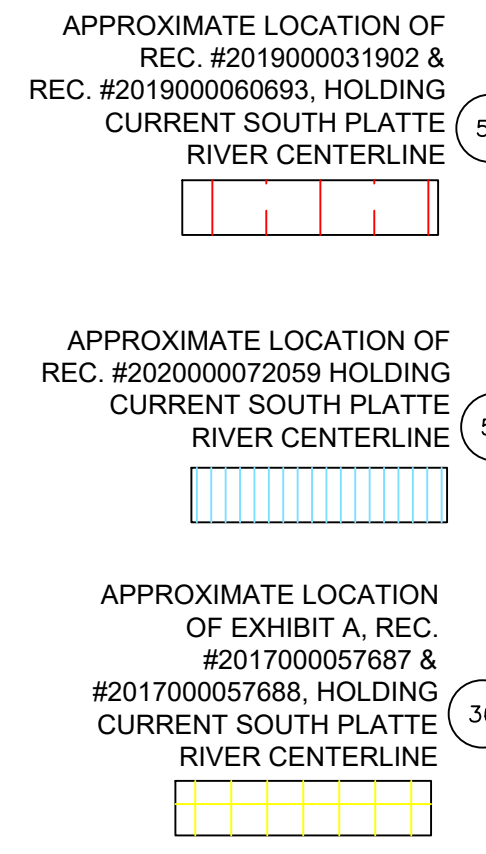 APPROXIMATE LOCATION OF
REC. #2019000031902 &
REC. #2019000060693, HOLDING
CURRENT SOUTH PLATTE
RIVER CENTERLINE
APPROXIMATE LOCATION OF
REC. #2020000072059 HOLDING
CURRENT SOUTH PLATTE
RIVER CENTERLINE
APPROXIMATE LOCATION
OF EXHIBIT A, REC.
#2017000057687 &
#2017000057688, HOLDING
CURRENT SOUTH PLATTE
RIVER CENTERLINE